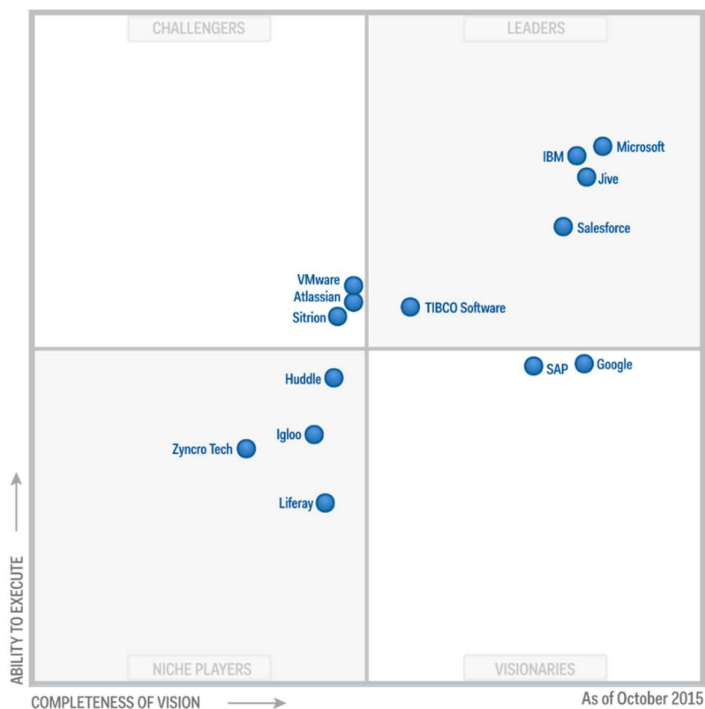 CHALLENGERS
LEADERS
Microsoft
IBM
Jive
Salesforce
VMware
Atlassian
Sitrion
TIBCO Software
SAP
Google
Huddle
Igloo
Zyncro Tech
Liferay
ABILITY TO EXECUTE
NICHE PLAYERS
VISIONARIES
COMPLETENESS OF VISION
As of October 2015